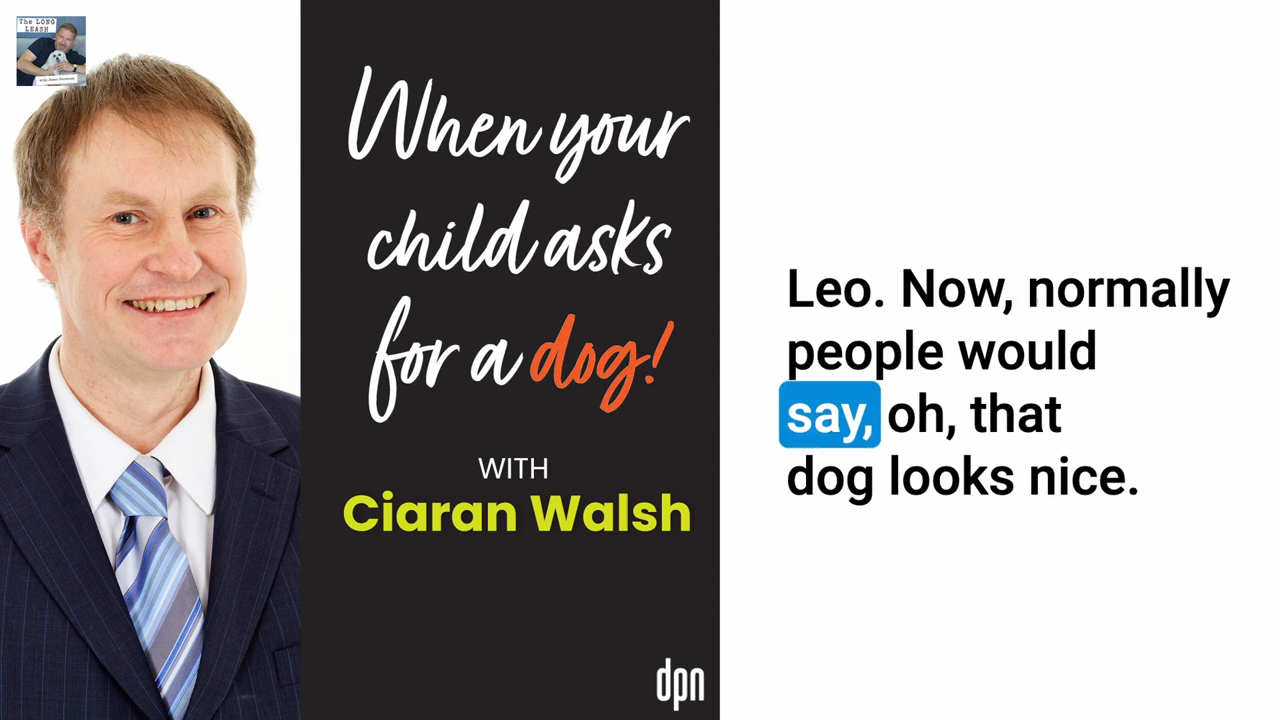 The LONG
LEASH
When your
child asks
for a dog!
WITH
Ciaran Walsh
dpn
Leo. Now, normally
people would
say, oh, that
dog looks nice.